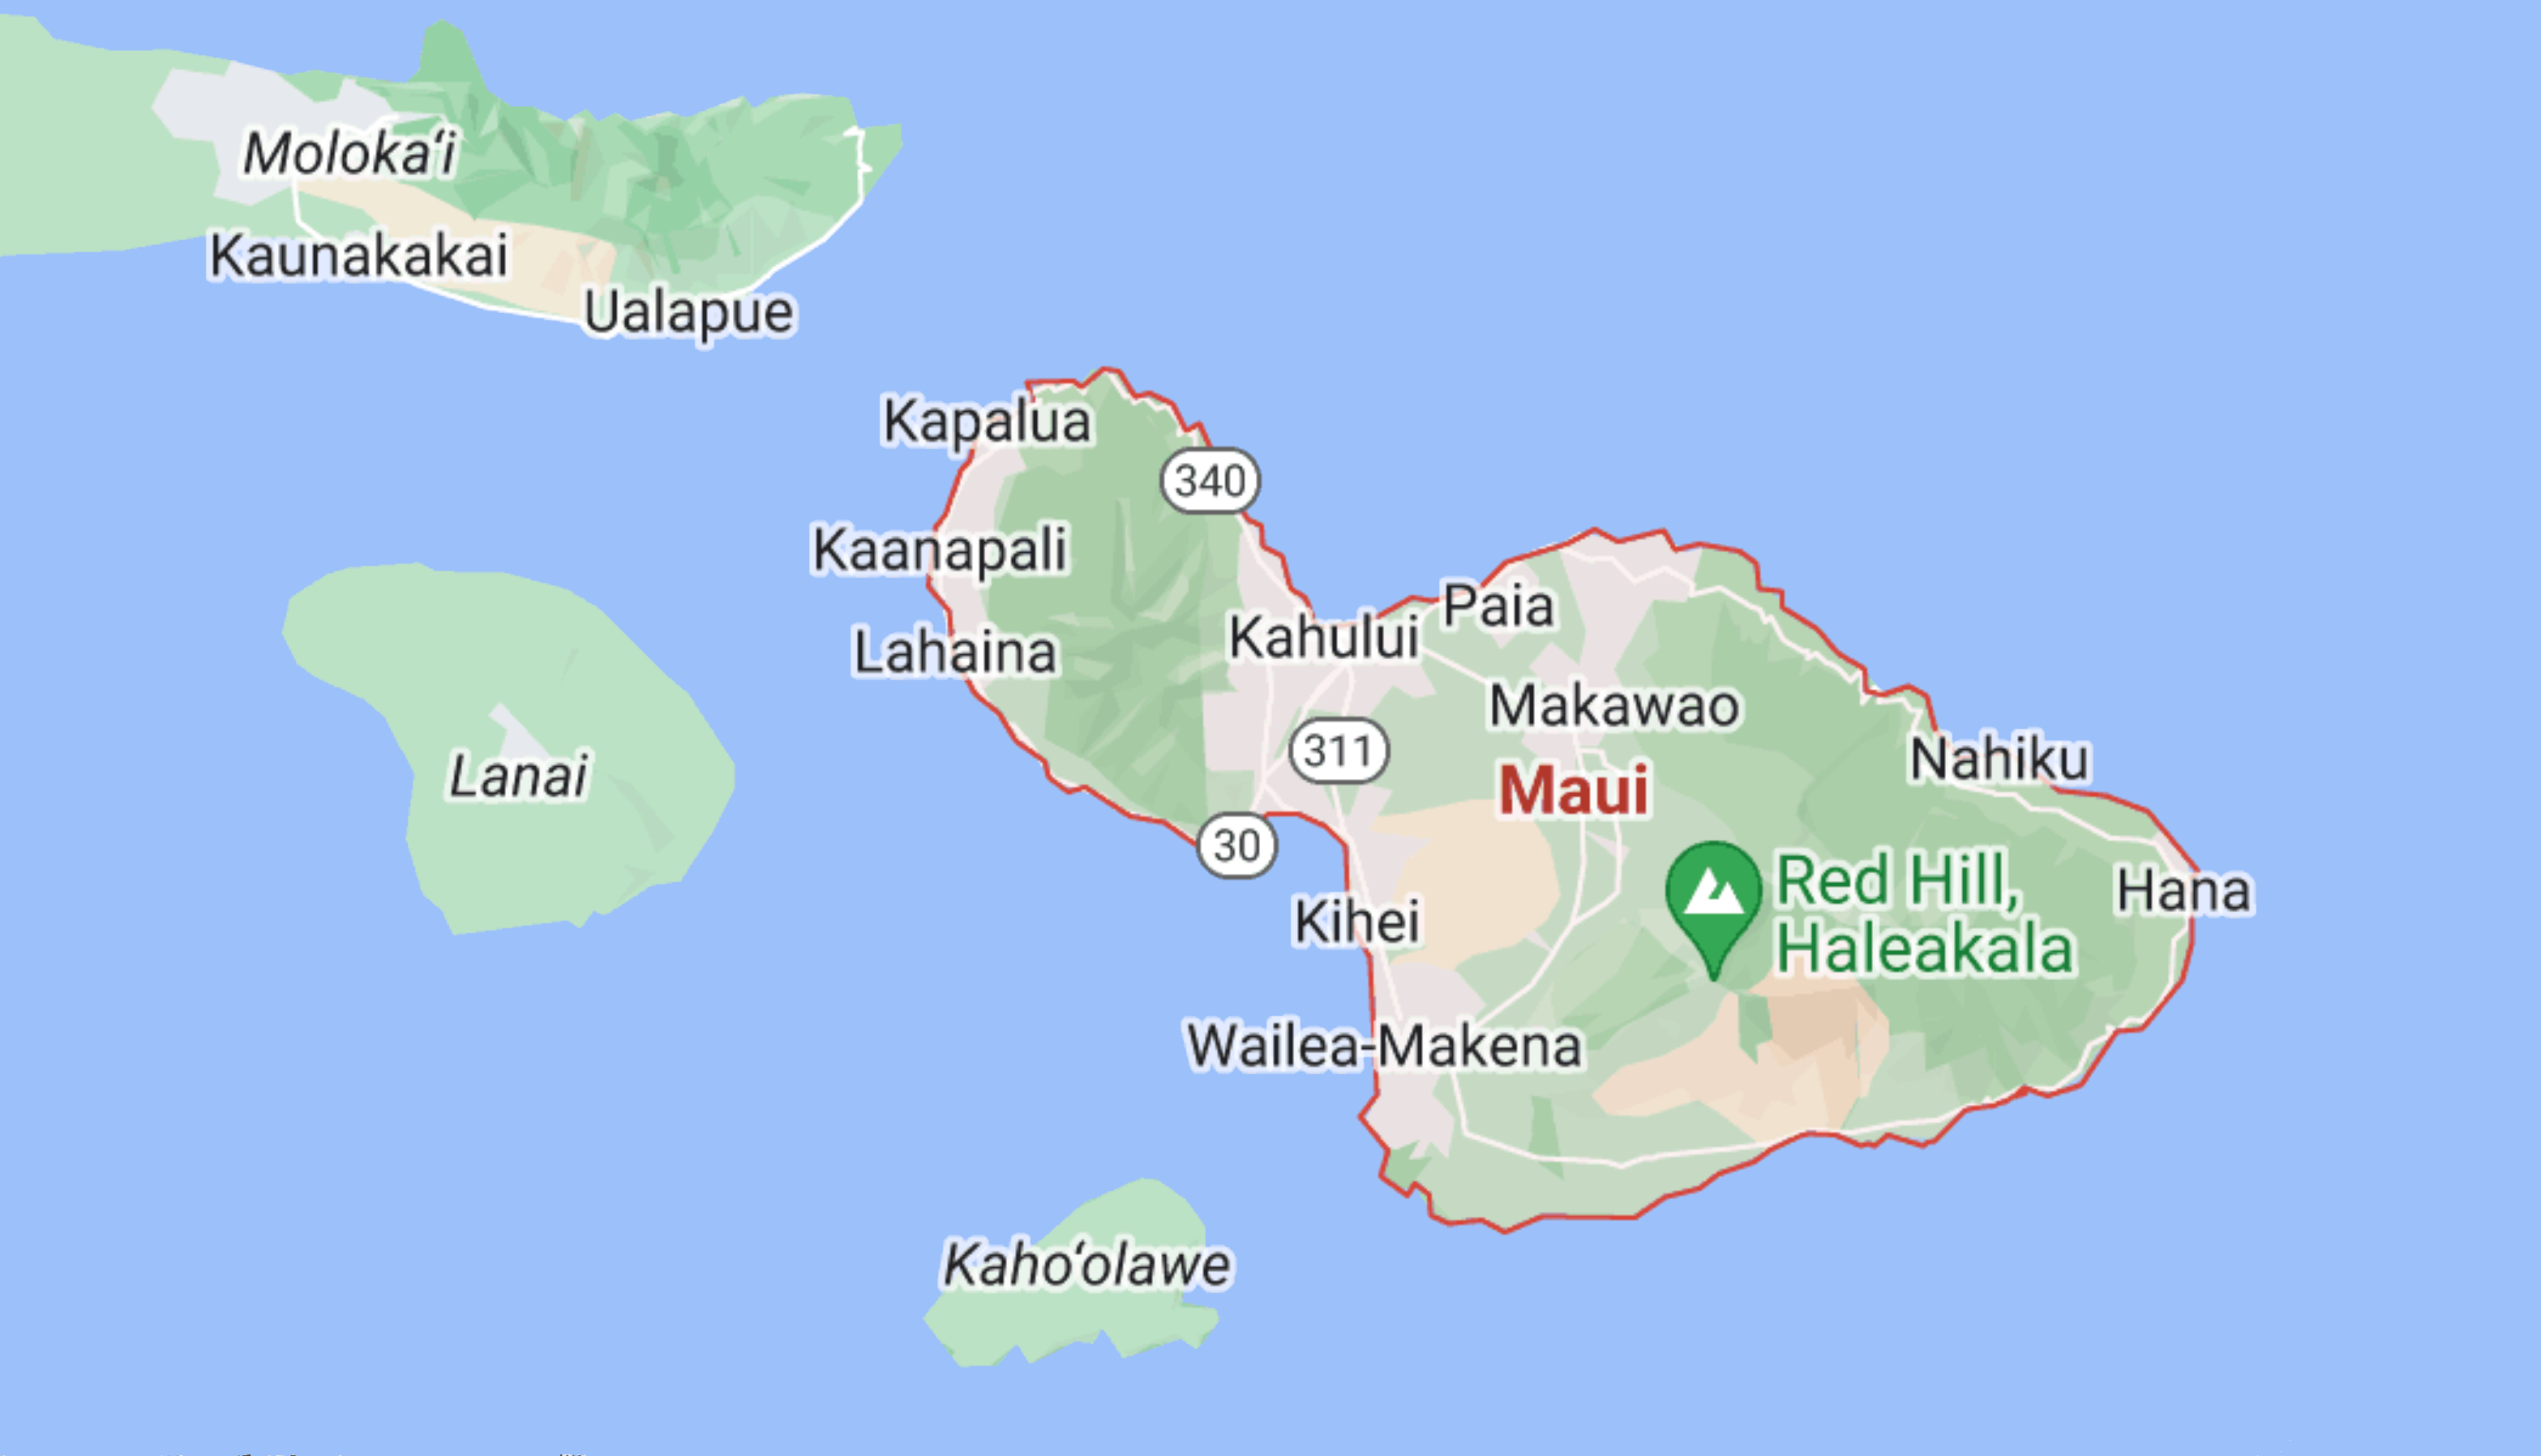 Moloka‘i
Kaunakakai
Ualapue
Kapalua
340
Kaanapali
Paia
Kahului
Lahaina
Makawao
311
Nahiku
Lanai
Maui
30
Red Hill,
Haleakala
Hana
Kihei
Wailea-Makena
Kaho‘olawe